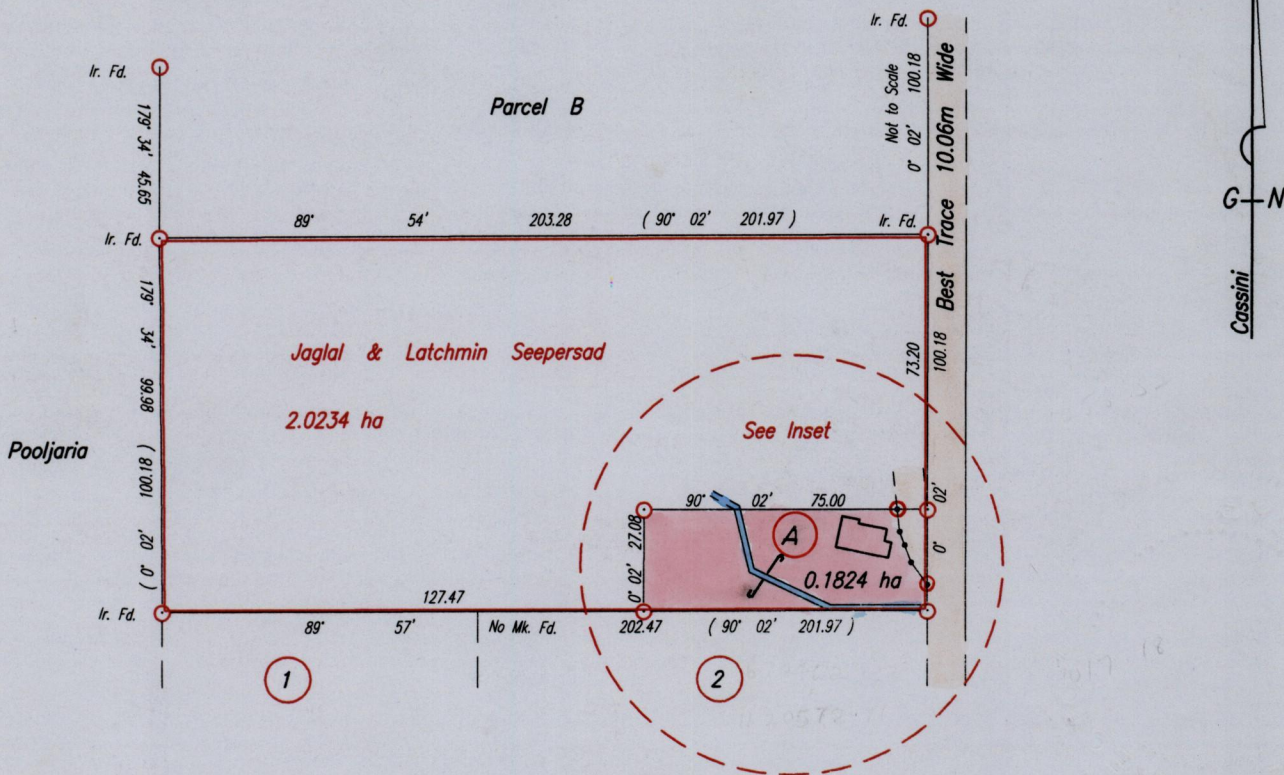 Ir. Fd.
Ir. Fd.
179° 34' 45.65
Parcel B
Not to Scale
0° 02' 100.18
Best Trace 10.06m Wide
G N
Cassini
89° 54' 203.28 ( 90° 02' 201.97 )
Ir. Fd.
Ir. Fd.
179° 34' 99.98 ( 100.18 0° 02' )
Jaglal & Latchmin Seepersad
2.0234 ha
Pooljaria
73.20
100.18
0° 02'
See Inset
90° 02' 75.00
0° 02' 27.08
A
0.1824 ha
127.47
Ir. Fd.
89° 57' 202.47 ( 90° 02' 201.97 )
No Mk. Fd.
1
2